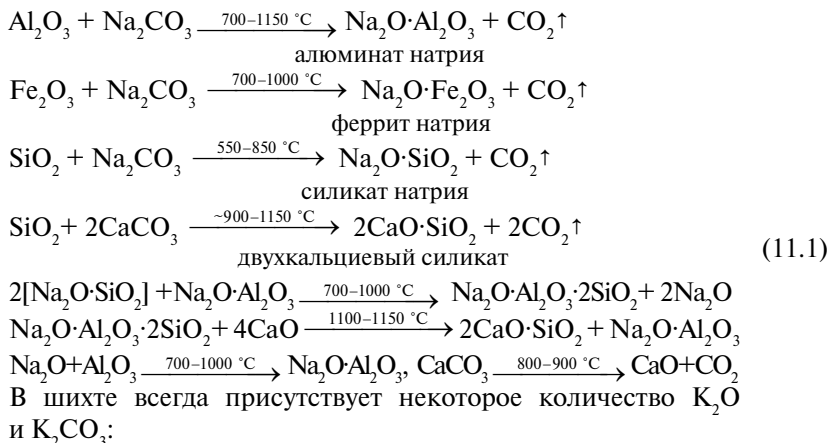 Al₂O₃ + Na₂CO₃ 700–1150 °C → Na₂O·Al₂O₃ + CO₂↑
алюминат натрия
Fe₂O₃ + Na₂CO₃ 700–1000 °C → Na₂O·Fe₂O₃ + CO₂↑
феррит натрия
SiO₂ + Na₂CO₃ 550–850 °C → Na₂O·SiO₂ + CO₂↑
силикат натрия
SiO₂+ 2CaCO₃ ~900–1150 °C → 2CaO·SiO₂ + 2CO₂↑
двухкальциевый силикат
(11.1)
2[Na₂O·SiO₂] +Na₂O·Al₂O₃ 700–1000 °C → Na₂O·Al₂O₃·2SiO₂+ 2Na₂O
Na₂O·Al₂O₃·2SiO₂+ 4CaO 1100–1150 °C → 2CaO·SiO₂ + Na₂O·Al₂O₃
Na₂O+Al₂O₃ 700–1000 °C → Na₂O·Al₂O₃, CaCO₃ 800–900 °C → CaO+CO₂
В шихте всегда присутствует некоторое количество K₂O
и K₂CO₃: